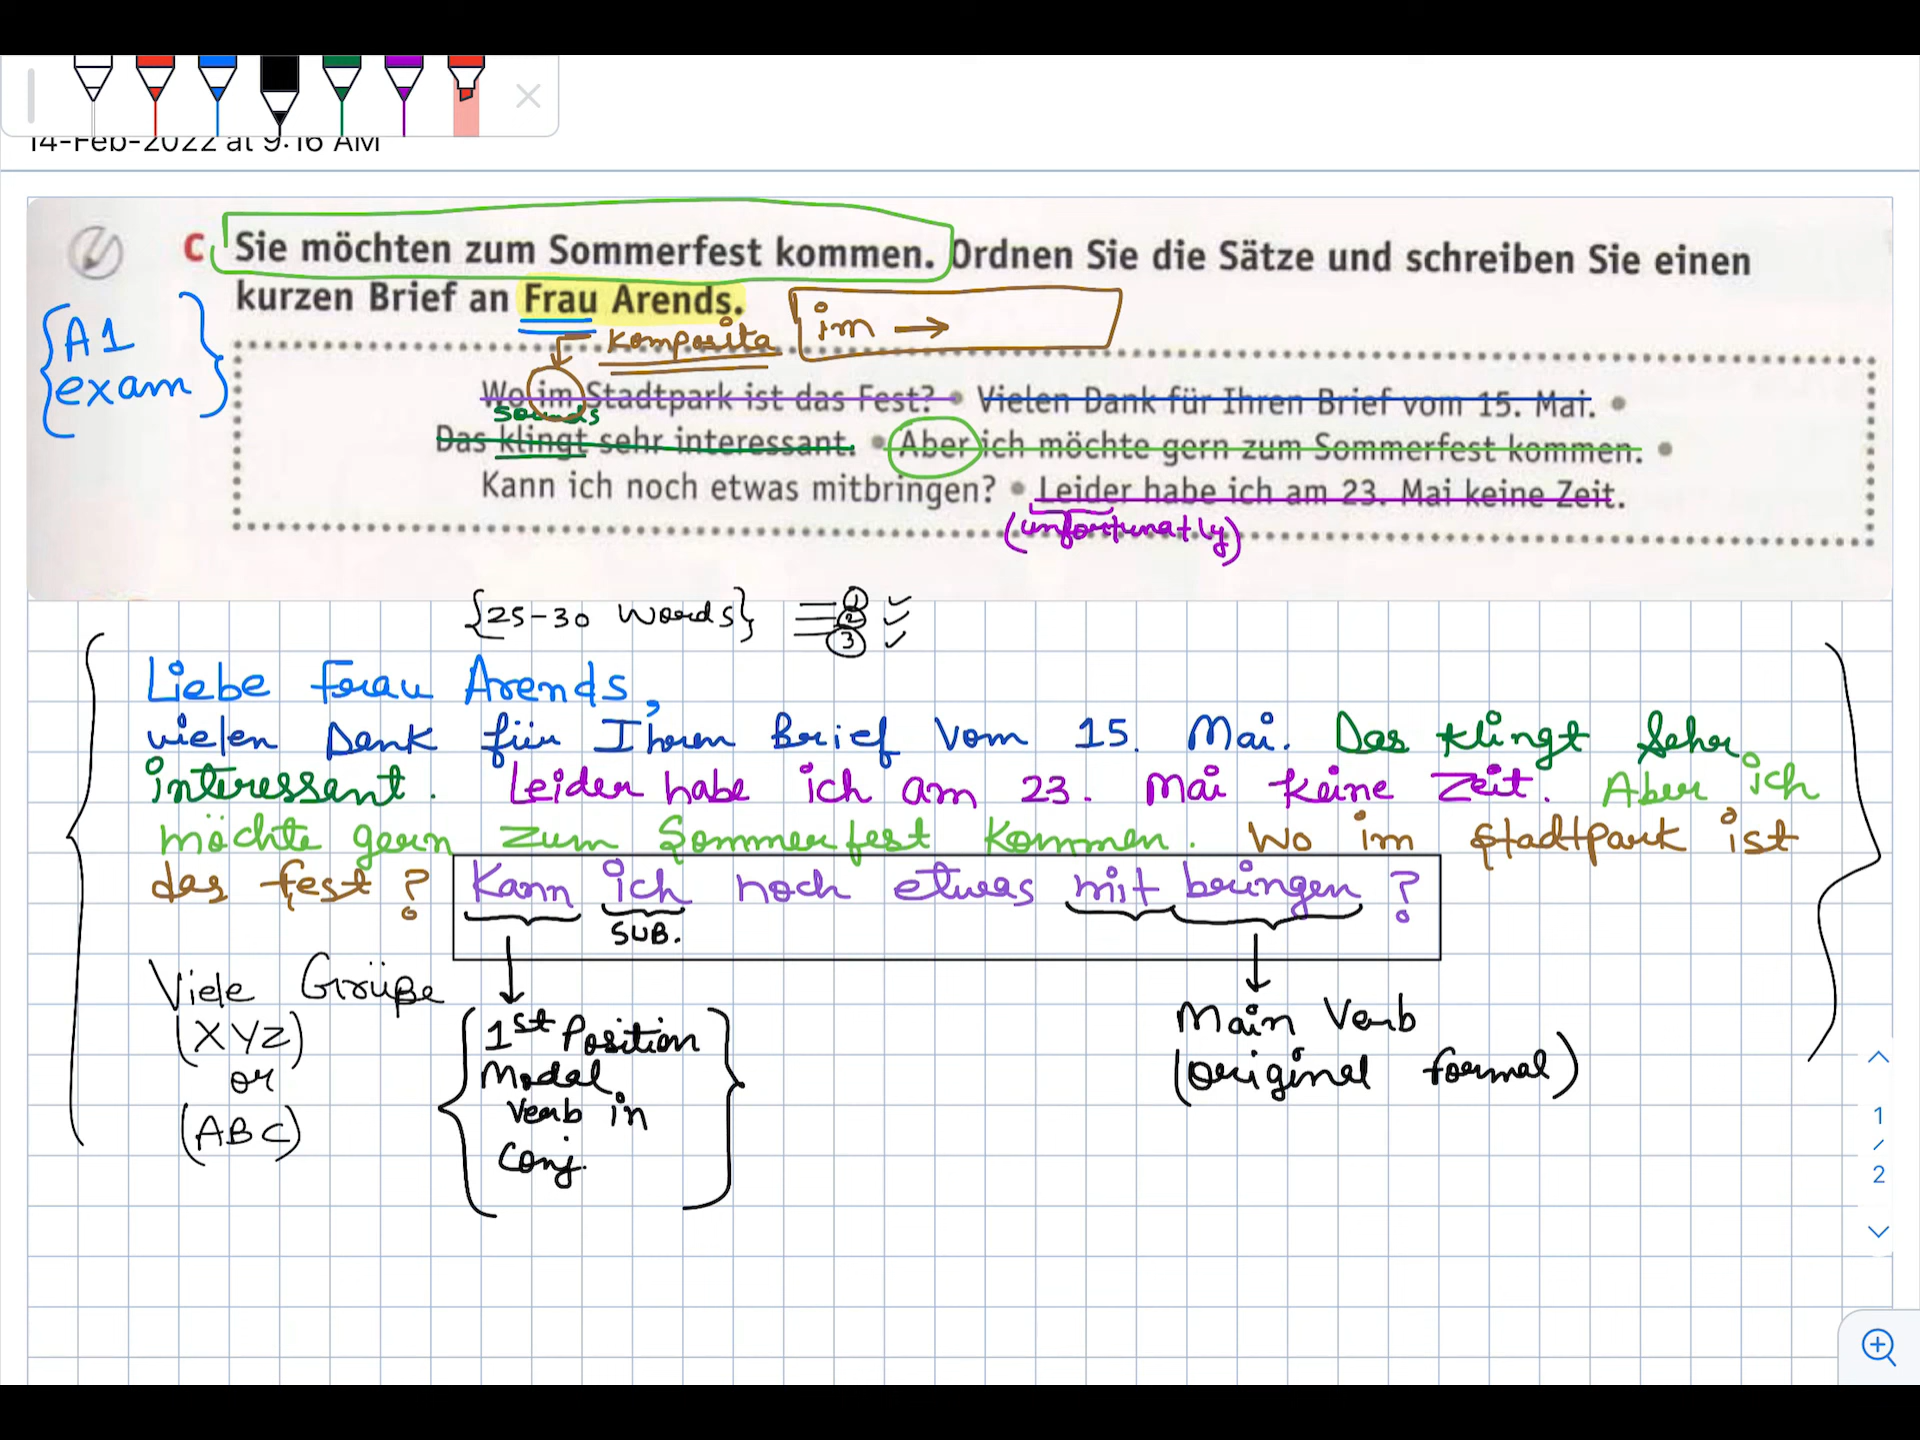 14-Feb-2022 at 9:16 AM
C Sie möchten zum Sommerfest kommen. Ordnen Sie die Sätze und schreiben Sie einen
kurzen Brief an Frau Arends.
im →
{A1
exam}
Komposita
Wo im Stadtpark ist das Fest? • Vielen Dank für Ihren Brief vom 15. Mai. •
sounds
Das klingt sehr interessant. • Aber ich möchte gern zum Sommerfest kommen. •
Kann ich noch etwas mitbringen? • Leider habe ich am 23. Mai keine Zeit.
(unfortunatly)
{25-30 Words} ① ✓
② ✓
③ ✓
Liebe Frau Arends,
vielen Dank für Ihren Brief vom 15. Mai. Das klingt sehr
interessant. Leider habe ich am 23. Mai keine Zeit. Aber ich
möchte gern zum Sommerfest kommen. Wo im Stadtpark ist
das Fest? Kann ich noch etwas mit bringen?
SUB.
Viele Grüße
(XYZ)
or
(ABC)
{1st Position
Modal
Verb in
Conj.}
Main Verb
(original formal)
1
/
2